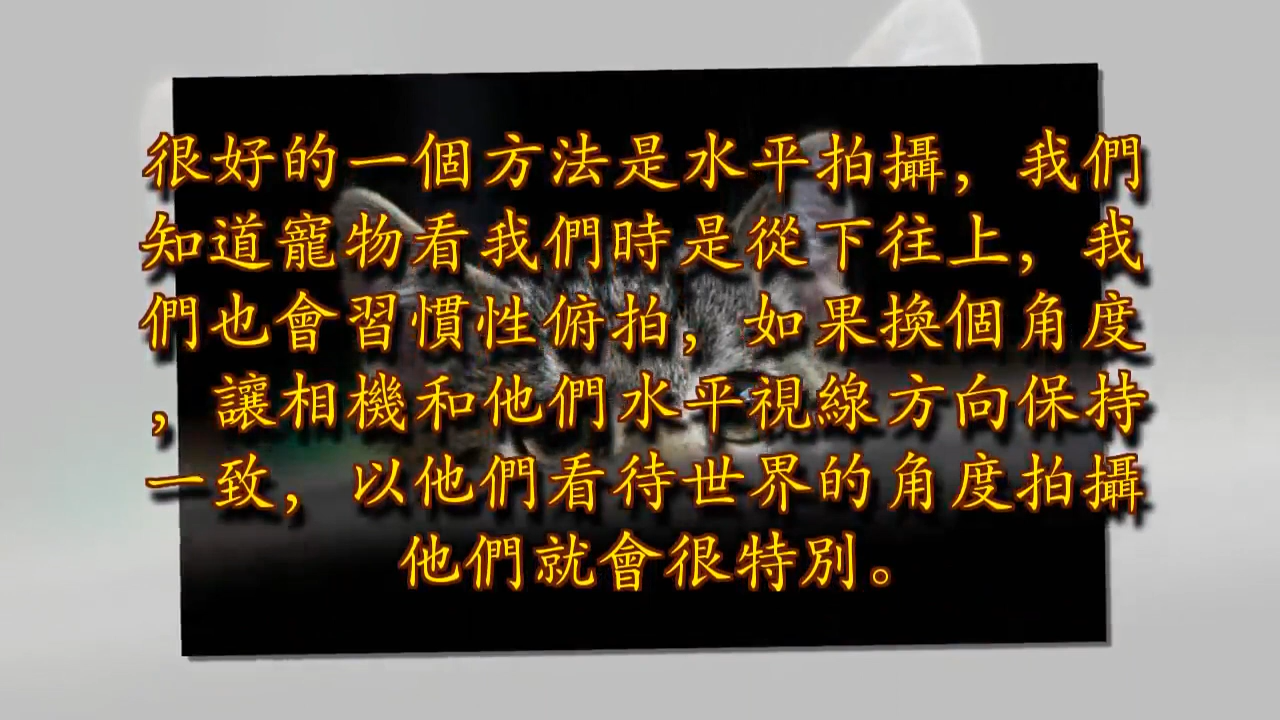 很好的一個方法是水平拍攝，我們
知道寵物看我們時是從下往上，我
們也會習慣性俯拍，如果換個角度
，讓相機和他們水平視線方向保持
一致，以他們看待世界的角度拍攝
他們就會很特別。